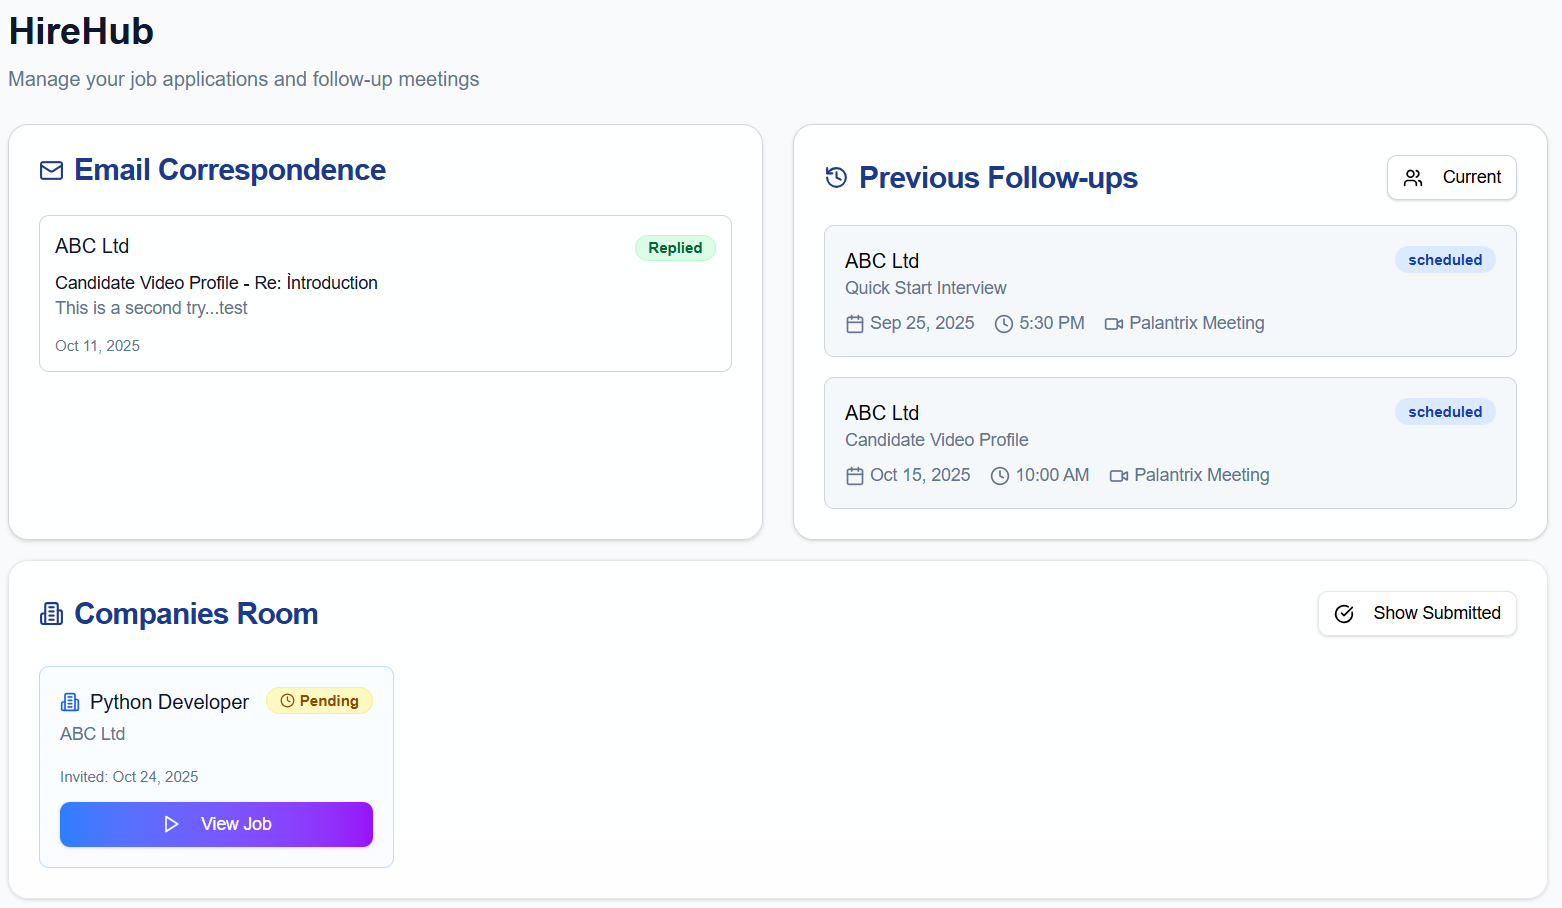 HireHub
Manage your job applications and follow-up meetings
Email Correspondence
ABC Ltd
Replied
Candidate Video Profile - Re: Ìntroduction
This is a second try...test
Oct 11, 2025
Previous Follow-ups
Current
ABC Ltd
scheduled
Quick Start Interview
Sep 25, 2025 5:30 PM Palantrix Meeting
ABC Ltd
scheduled
Candidate Video Profile
Oct 15, 2025 10:00 AM Palantrix Meeting
Companies Room
Show Submitted
Python Developer
Pending
ABC Ltd
Invited: Oct 24, 2025
View Job